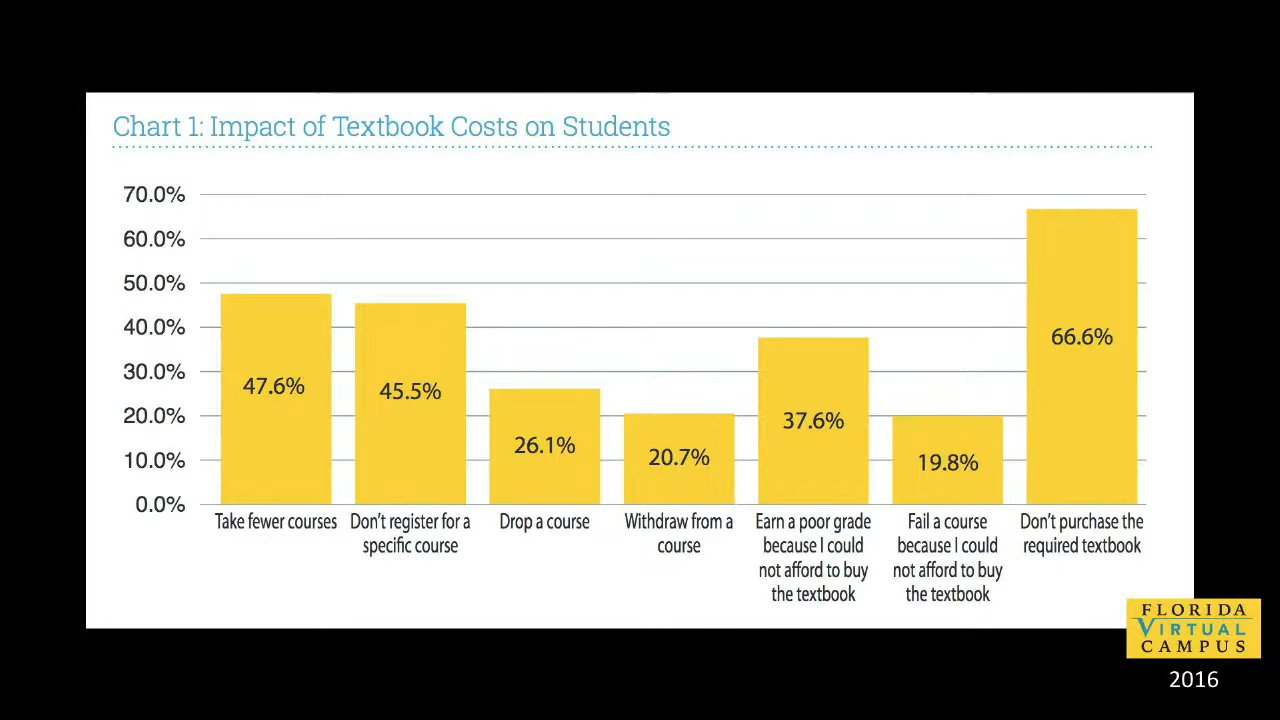 Chart 1: Impact of Textbook Costs on Students
70.0%
60.0%
50.0%
40.0%
30.0%
20.0%
10.0%
0.0%
47.6%
45.5%
26.1%
20.7%
37.6%
19.8%
66.6%
Take fewer courses
Don't register for a
specific course
Drop a course
Withdraw from a
course
Earn a poor grade
because I could
not afford to buy
the textbook
Fail a course
because I could
not afford to buy
the textbook
Don't purchase the
required textbook
FLORIDA
VIRTUAL
CAMPUS
2016